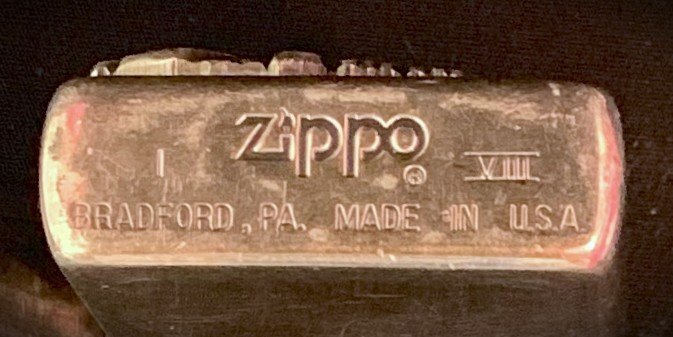 Zippo ®
I VIII
BRADFORD, PA. MADE IN U.S.A.